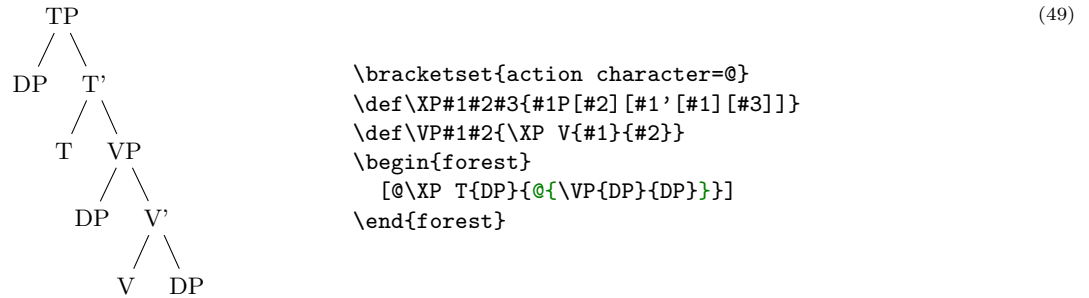 TP
DP T'
T VP
DP V'
V DP
\bracketset{action character=@}
\def\XP#1#2#3{#1P[#2][#1'[#1][#3]]}
\def\VP#1#2{\XP V{#1}{#2}}
\begin{forest}
[@\XP T{DP}{@{\VP{DP}{DP}}}]
\end{forest}
(49)